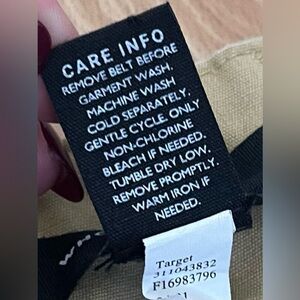 CARE INFO
REMOVE BELT BEFORE
GARMENT WASH.
MACHINE WASH
COLD SEPARATELY.
GENTLE CYCLE. ONLY
NON-CHLORINE
BLEACH IF NEEDED.
TUMBLE DRY LOW.
REMOVE PROMPTLY.
WARM IRON IF
NEEDED.
Target
311043832
F16983796